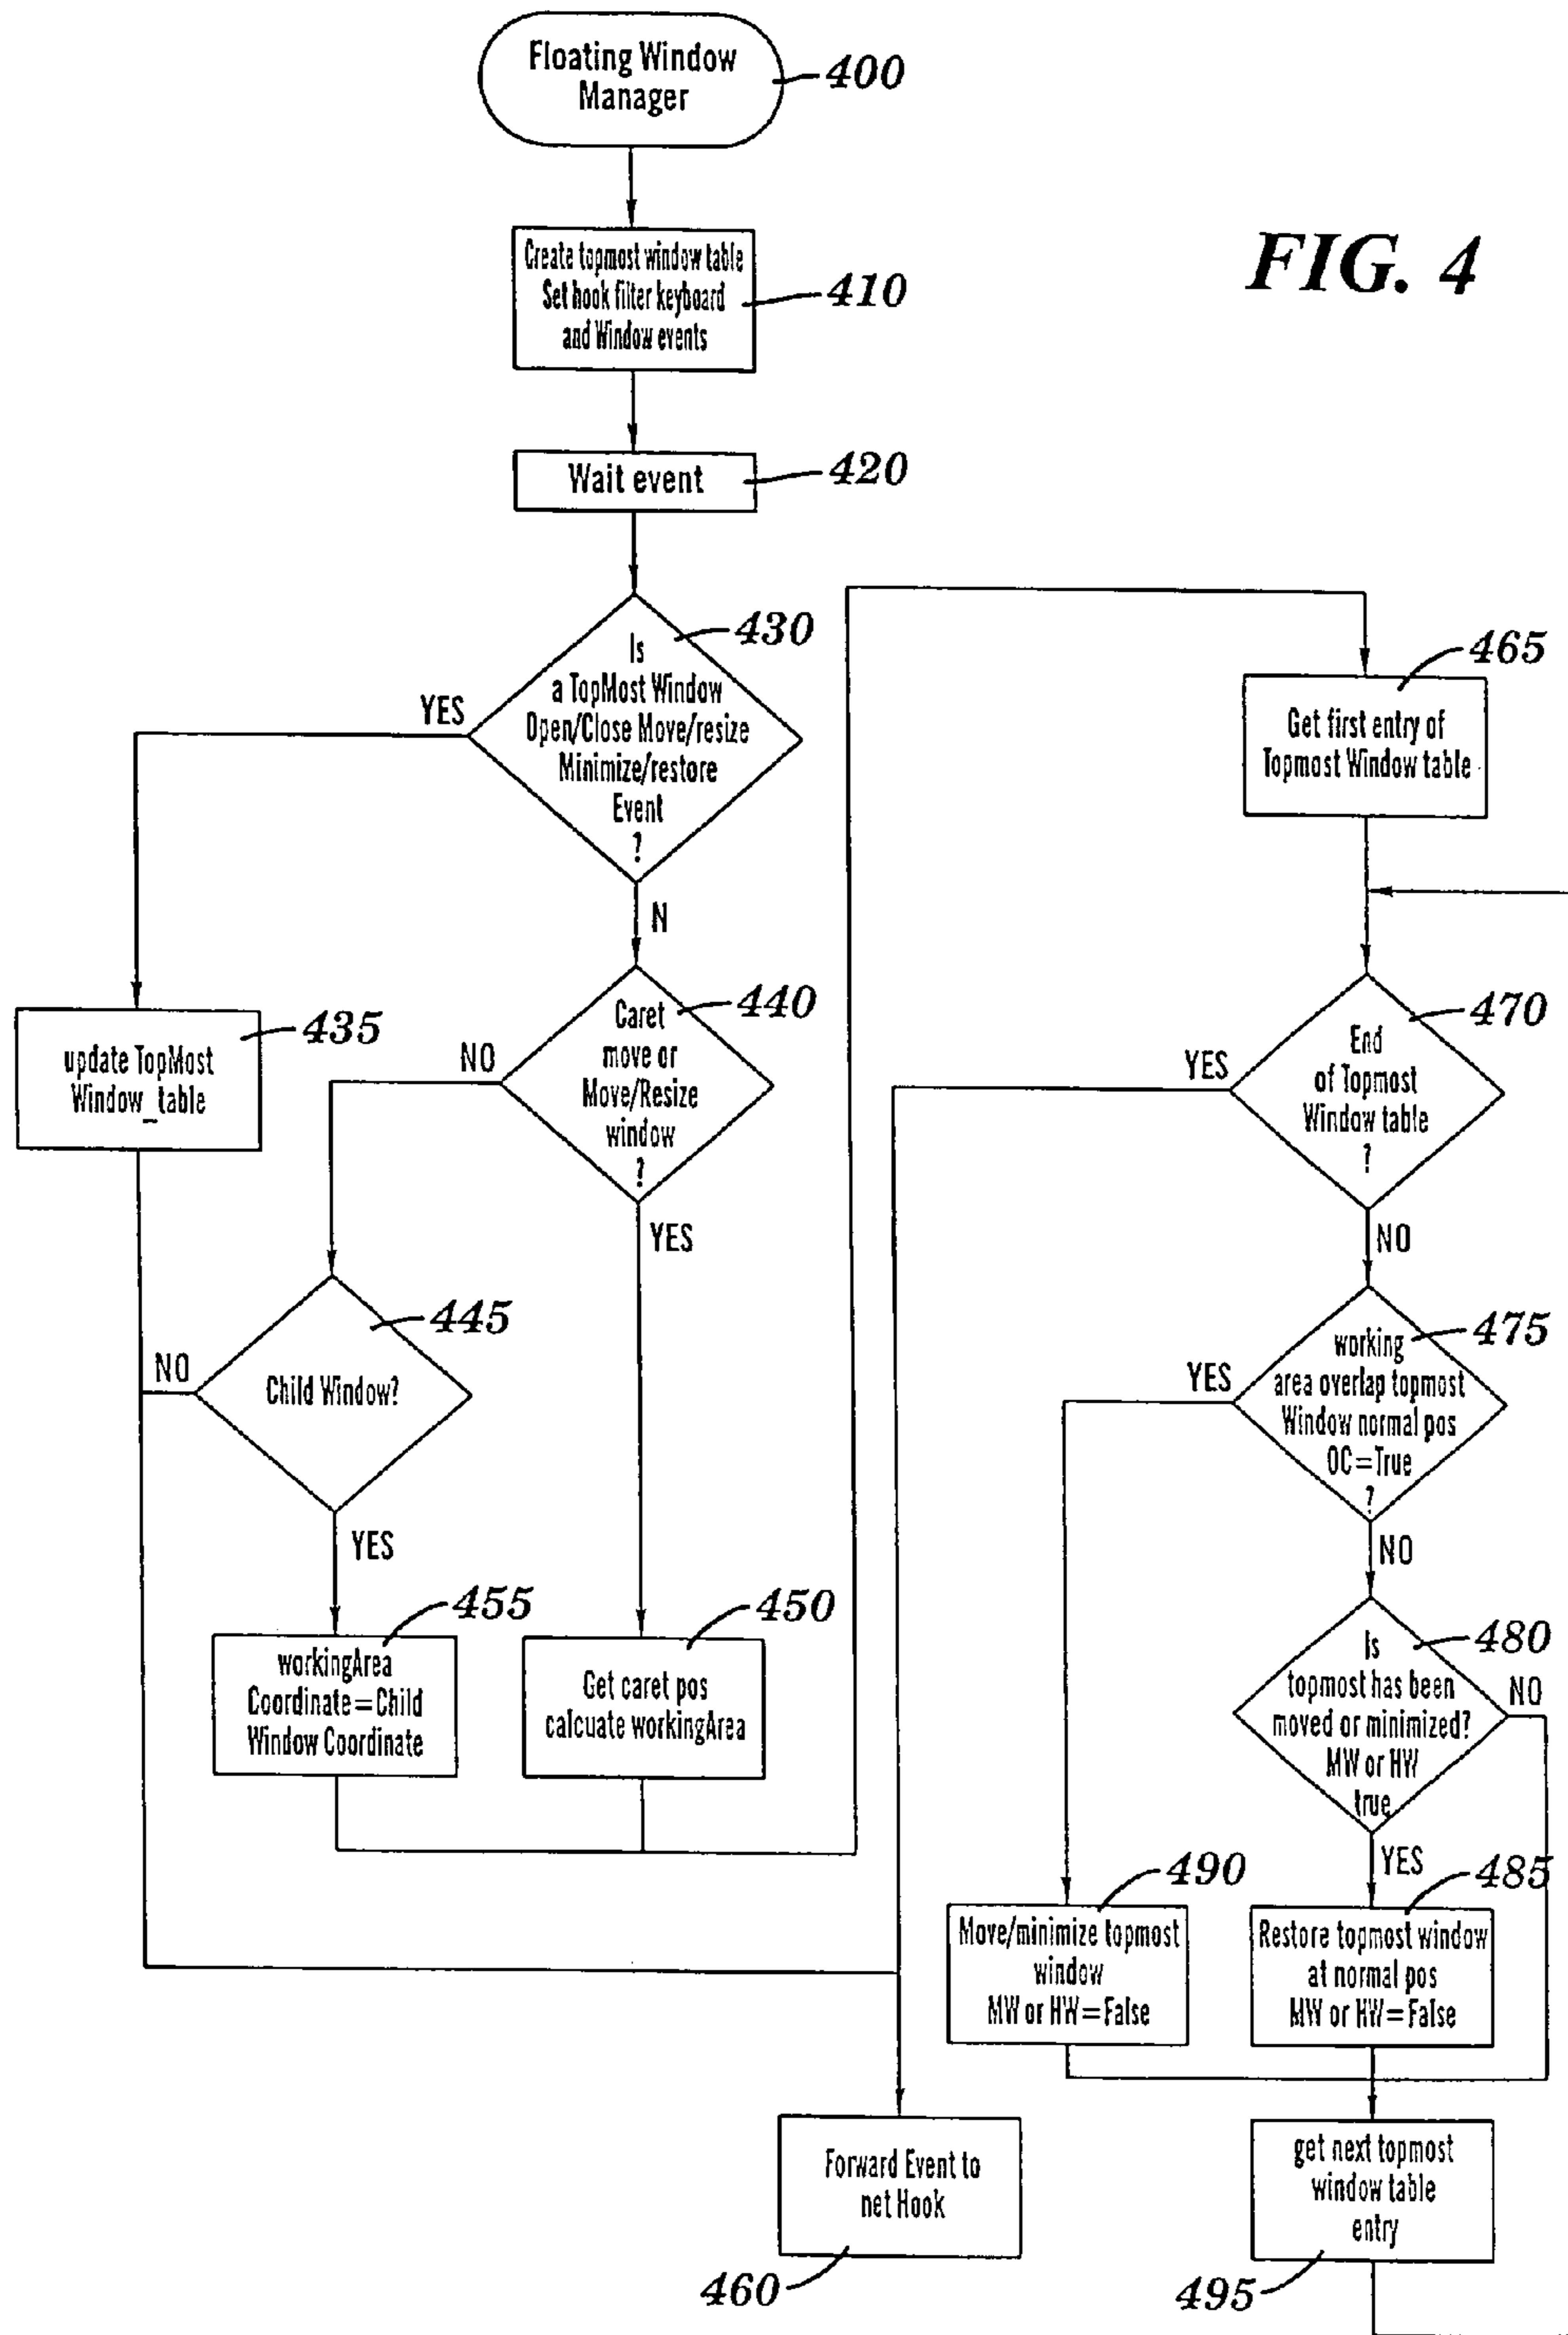 Floating Window
Manager
400
FIG. 4
Create topmost window table
Set hook filter keyboard
and Window events
410
Wait event
420
430
Is
a TopMost Window
Open/Close Move/resize
Minimize/restore
Event
?
YES
N
465
Get first entry of
Topmost Window table
435
update TopMost
Window_table
440
Caret
move or
Move/Resize
window
?
NO
YES
470
End
of Topmost
Window table
?
YES
NO
445
Child Window?
NO
YES
475
working
area overlap topmost
Window normal pos
OC=True
?
YES
NO
455
workingArea
Coordinate=Child
Window Coordinate
450
Get caret pos
calcuate workingArea
480
Is
topmost has been
moved or minimized?
MW or HW
true
NO
YES
490
Move/minimize topmost
window
MW or HW=False
485
Restore topmost window
at normal pos
MW or HW=False
Forward Event to
net Hook
460
get next topmost
window table
entry
495